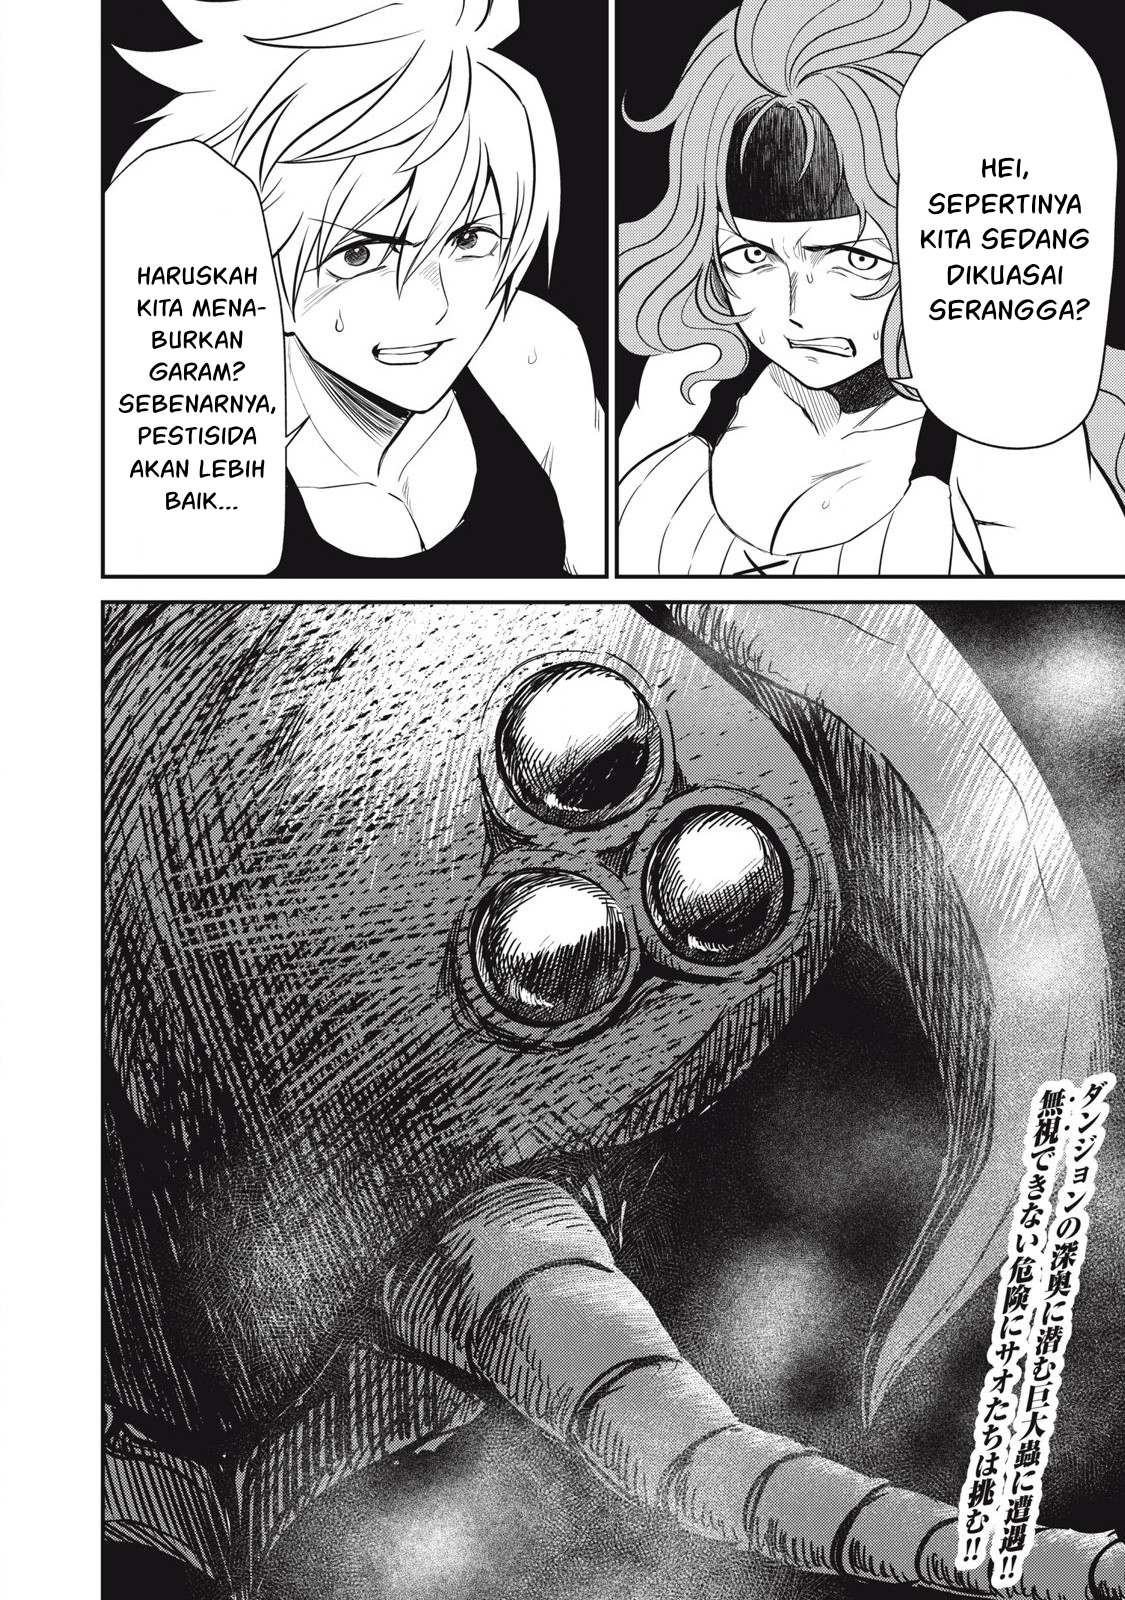 HEI,
SEPERTINYA
KITA SEDANG
DIKUASAI
SERANGGA?
HARUSKAH
KITA MENA-
BURKAN
GARAM?
SEBENARNYA,
PESTISIDA
AKAN LEBIH
BAIK...
ダンジョンの深奥に潜む巨大蟲に遭遇!!
無視できない危険にサオたちは挑む!!